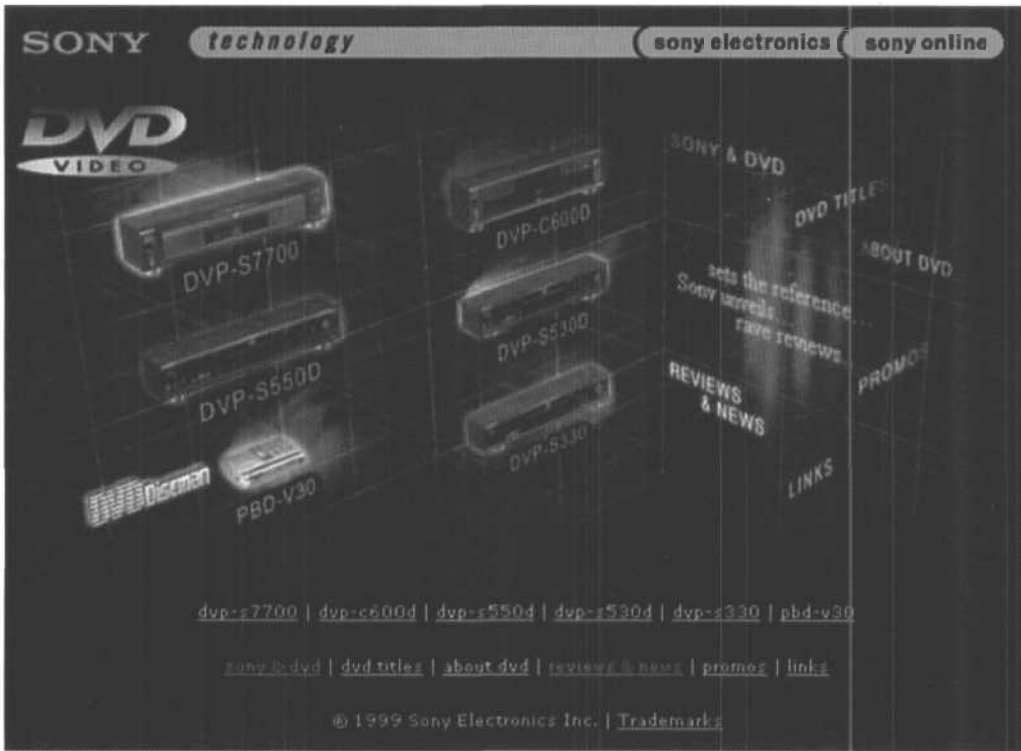 SONY
technology
sony electronics
sony online
DVD
VIDEO
DVP-S7700
DVP-C600D
DVP-S550D
DVP-S530D
DVD Discman
PBD-V30
DVP-S330
SONY & DVD
DVD TITLES
ABOUT DVD
sets the reference...
Sony unveils...
rave reviews...
REVIEWS
& NEWS
PROMOS
LINKS
dvp-s7700 | dvp-c600d | dvp-s550d | dvp-s530d | dvp-s330 | pbd-v30
sony & dvd | dvd titles | about dvd | reviews & news | promos | links
© 1999 Sony Electronics Inc. | Trademarks